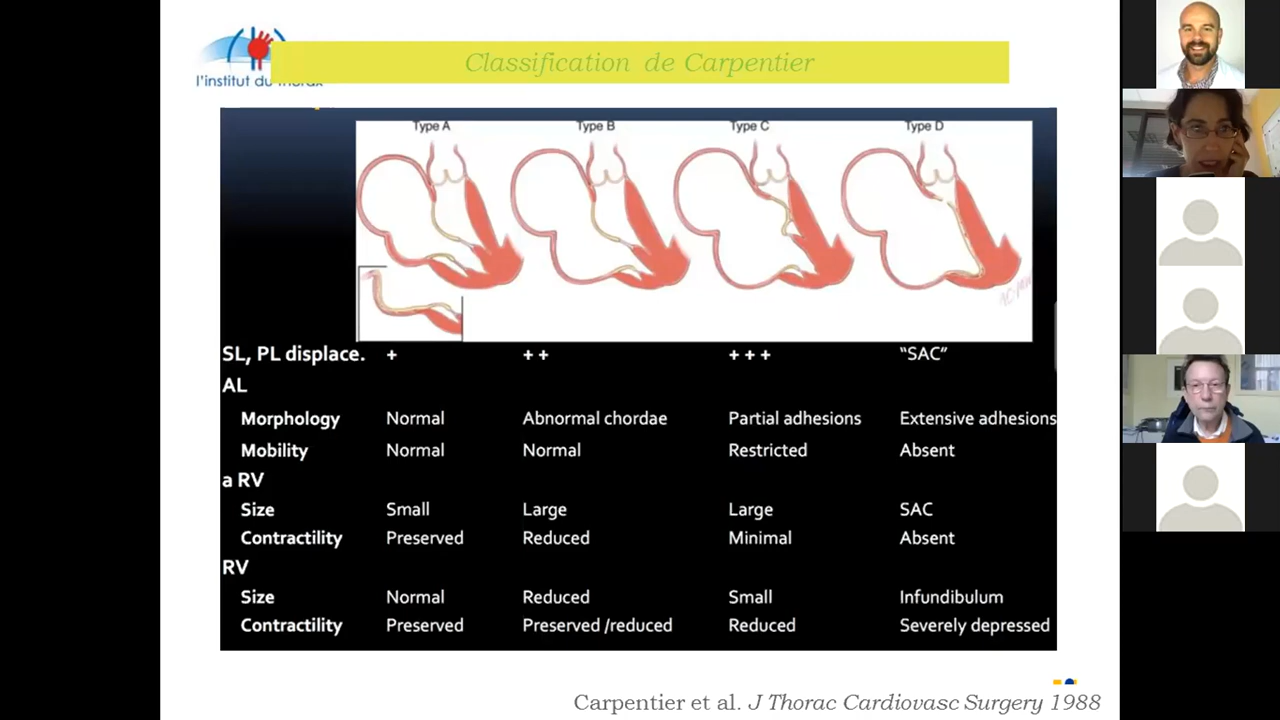 Classification de Carpentier
l'institut du thorax
Type A Type B Type C Type D
SL, PL displace. + ++ +++ "SAC"
AL
Morphology Normal Abnormal chordae Partial adhesions Extensive adhesions
Mobility Normal Normal Restricted Absent
a RV
Size Small Large Large SAC
Contractility Preserved Reduced Minimal Absent
RV
Size Normal Reduced Small Infundibulum
Contractility Preserved Preserved /reduced Reduced Severely depressed
Carpentier et al. J Thorac Cardiovasc Surgery 1988